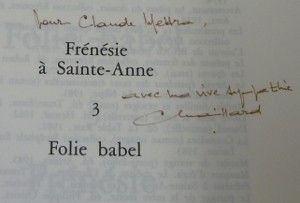 Pour Claude Mettra,
Frénésie
à Sainte-Anne
3
avec ma vive sympathie
Folie babel